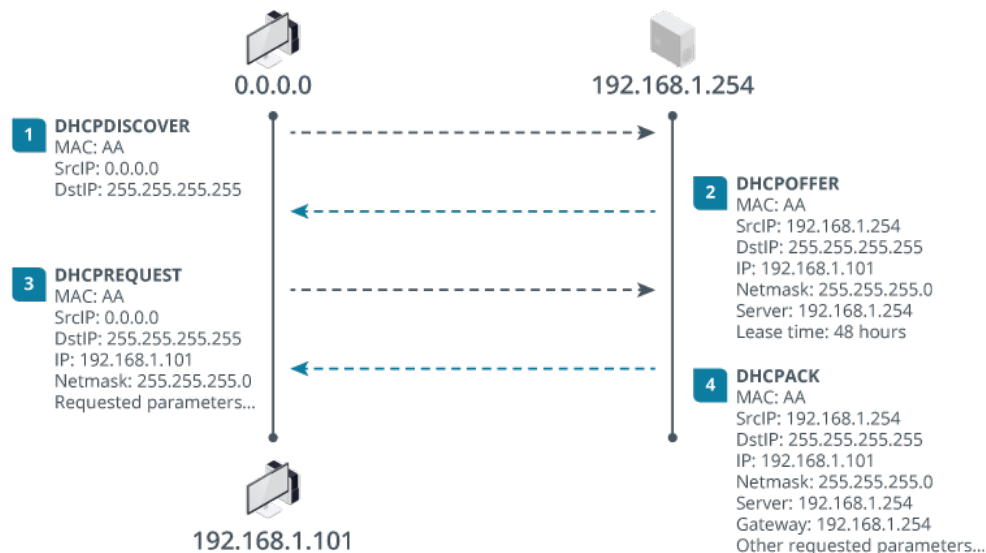 0.0.0.0
192.168.1.254
1
DHCPDISCOVER
MAC: AA
SrcIP: 0.0.0.0
DstIP: 255.255.255.255
2
DHCPOFFER
MAC: AA
SrcIP: 192.168.1.254
DstIP: 255.255.255.255
IP: 192.168.1.101
Netmask: 255.255.255.0
Server: 192.168.1.254
Lease time: 48 hours
3
DHCPREQUEST
MAC: AA
SrcIP: 0.0.0.0
DstIP: 255.255.255.255
IP: 192.168.1.101
Netmask: 255.255.255.0
Requested parameters...
4
DHCPACK
MAC: AA
SrcIP: 192.168.1.254
DstIP: 255.255.255.255
IP: 192.168.1.101
Netmask: 255.255.255.0
Server: 192.168.1.254
Gateway: 192.168.1.254
Other requested parameters...
192.168.1.101